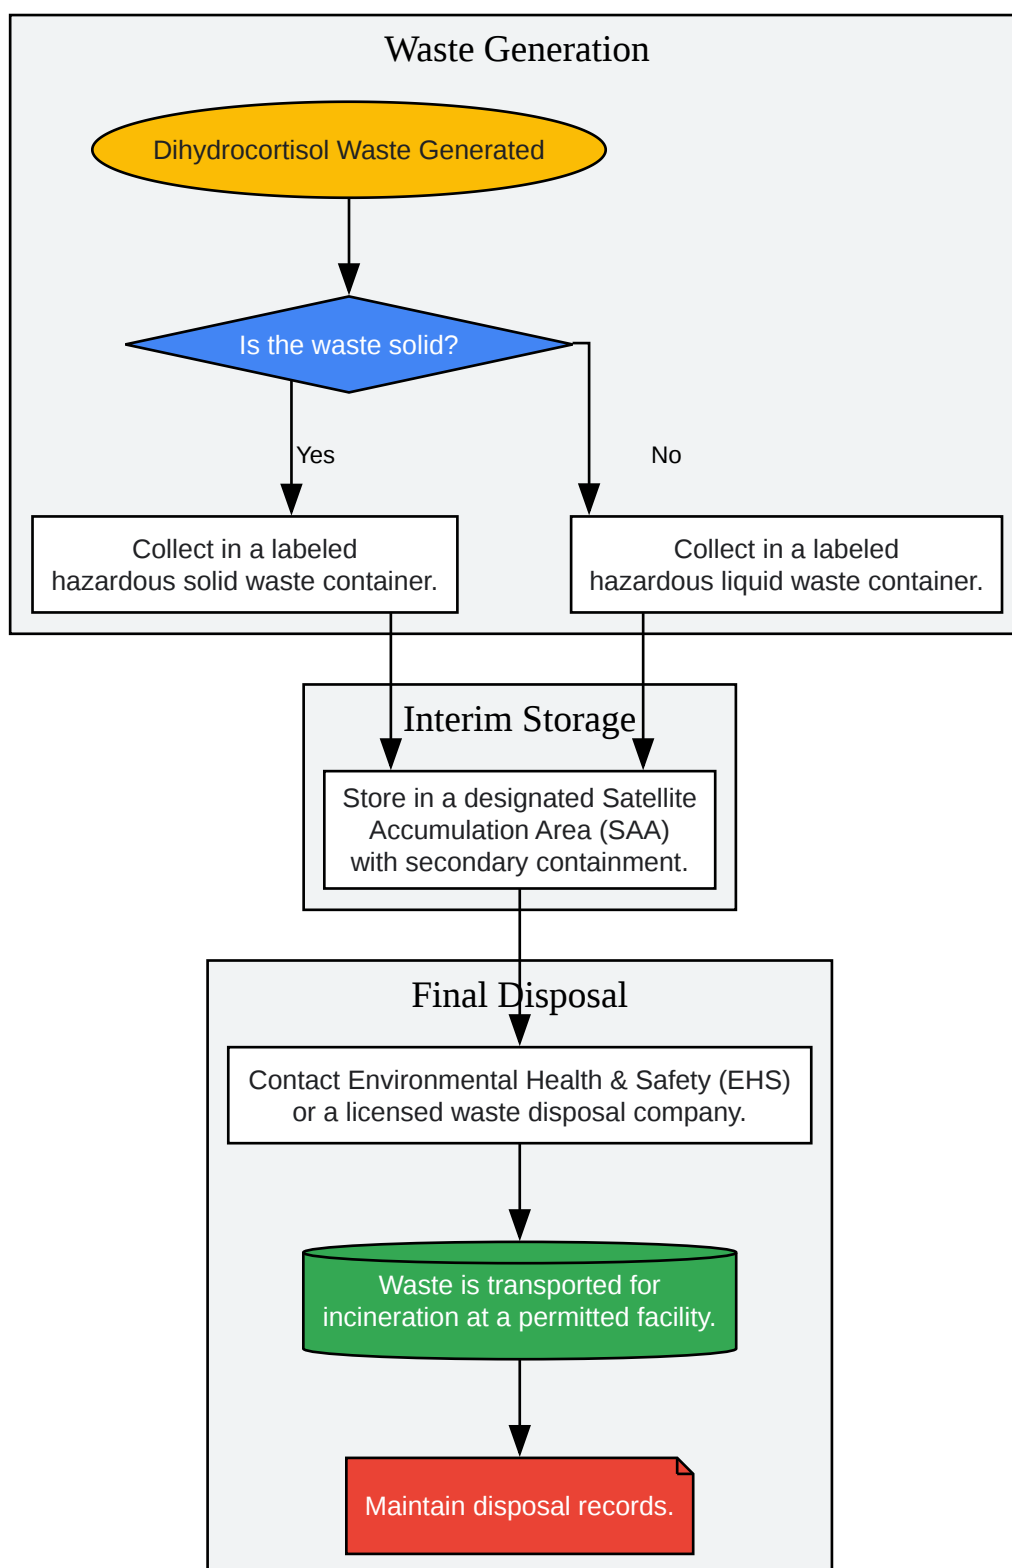 Waste Generation
Dihydrocortisol Waste Generated
Is the waste solid?
Yes
No
Collect in a labeled
hazardous solid waste container.
Collect in a labeled
hazardous liquid waste container.
Interim Storage
Store in a designated Satellite
Accumulation Area (SAA)
with secondary containment.
Final Disposal
Contact Environmental Health & Safety (EHS)
or a licensed waste disposal company.
Waste is transported for
incineration at a permitted facility.
Maintain disposal records.